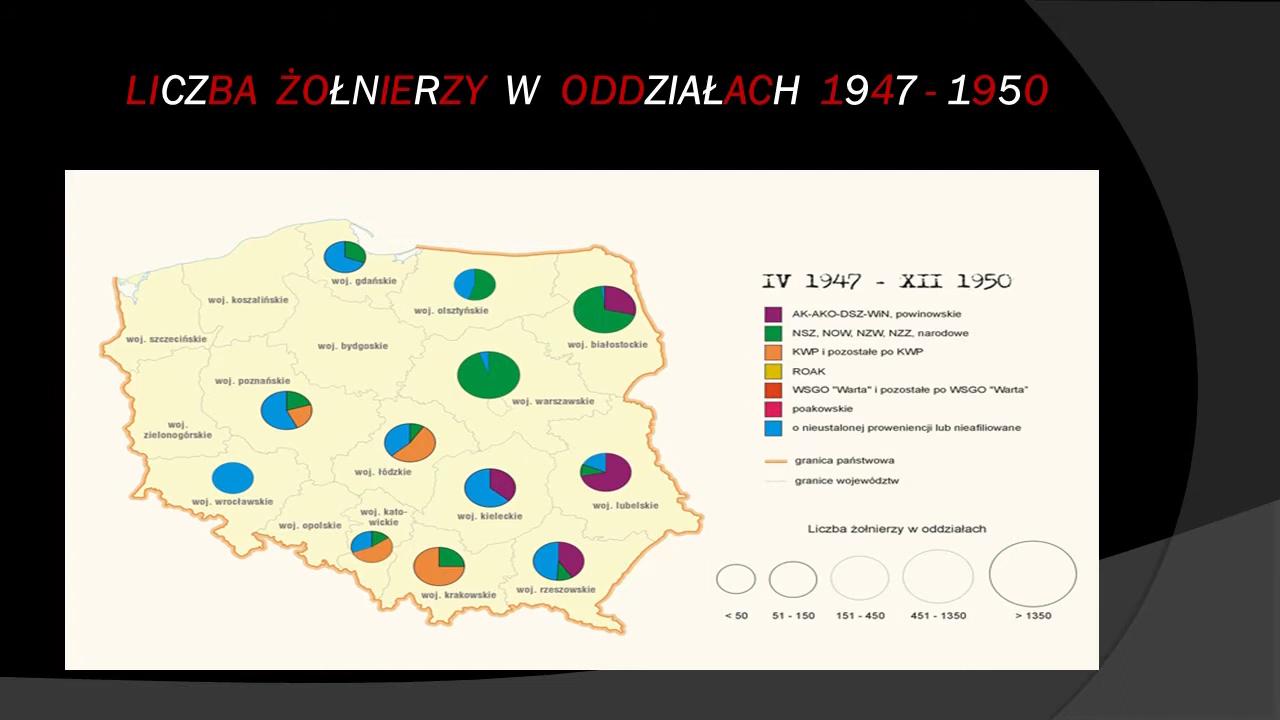 LICZBA ŻOŁNIERZY W ODDZIAŁACH 1947 - 1950
woj. gdańskie
woj. koszalińskie
woj. olsztyńskie
woj. szczecińskie
woj. bydgoskie
woj. białostockie
woj. poznańskie
woj. warszawskie
woj.
zielonogórskie
woj. łódzkie
woj. wrocławskie
woj. lubelskie
woj. opolskie
woj. kato-
wickie
woj. kieleckie
woj. krakowskie
woj. rzeszowskie
IV 1947 - XII 1950
AK-AKO-DSZ-WiN, powinowskie
NSZ, NOW, NZW, NZZ, narodowe
KWP i pozostałe po KWP
ROAK
WSGO "Warta" i pozostałe po WSGO "Warta"
poakowskie
o nieustalonej proweniencji lub nieafiliowane
granica państwowa
granice województw
Liczba żołnierzy w oddziałach
< 50 51 - 150 151 - 450 451 - 1350 > 1350